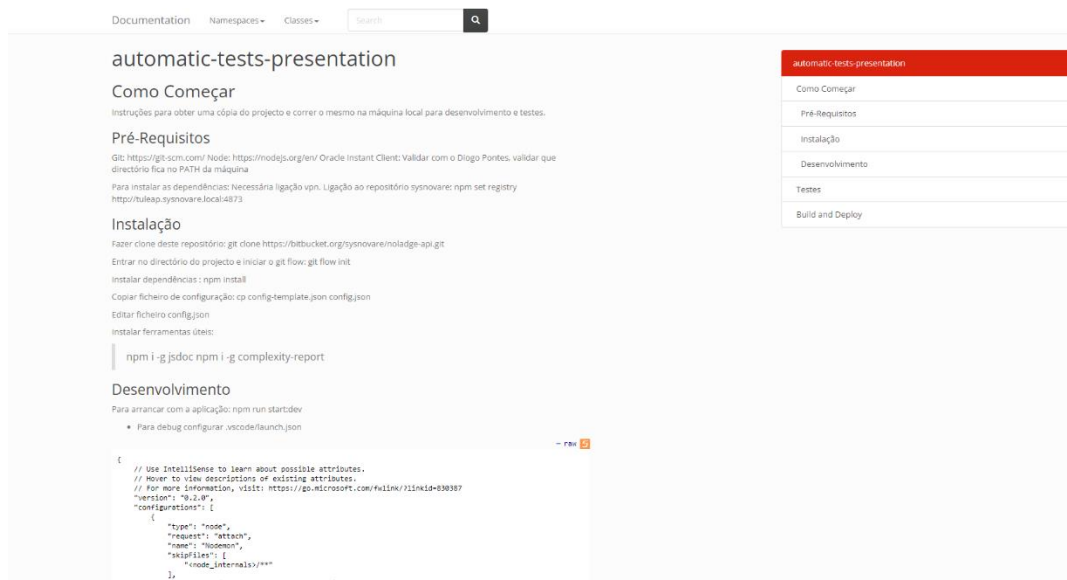 Documentation Namespaces Classes Search
automatic-tests-presentation
Como Começar
Instruções para obter uma cópia do projecto e correr o mesmo na máquina local para desenvolvimento e testes.
Pré-Requisitos
Git: https://git-scm.com/ Node: https://nodejs.org/en/ Oracle Instant Client: Validar com o Diogo Pontes, validar que
directório fica no PATH da máquina
Para instalar as dependências: Necessária ligação vpn. Ligação ao repositório sysnovare: npm set registry
http://tuleap.sysnovare.local:4873
Instalação
Fazer clone deste repositório: git clone https://bitbucket.org/sysnovare/noladge-api.git
Entrar no directório do projecto e iniciar o git flow: git flow init
Instalar dependências : npm install
Copiar ficheiro de configuração: cp config-template.json config.json
Editar ficheiro config.json
Instalar ferramentas úteis:
npm i -g jsdoc npm i -g complexity-report
Desenvolvimento
Para arrancar com a aplicação: npm run start:dev
• Para debug configurar .vscode/launch.json
− raw
{
// Use IntelliSense to learn about possible attributes.
// Hover to view descriptions of existing attributes.
// For more information, visit: https://go.microsoft.com/fwlink/?linkid=830387
"version": "0.2.0",
"configurations": [
{
"type": "node",
"request": "attach",
"name": "Nodemon",
"skipFiles": [
"<node_internals>/**"
],
automatic-tests-presentation
Como Começar
Pré-Requisitos
Instalação
Desenvolvimento
Testes
Build and Deploy